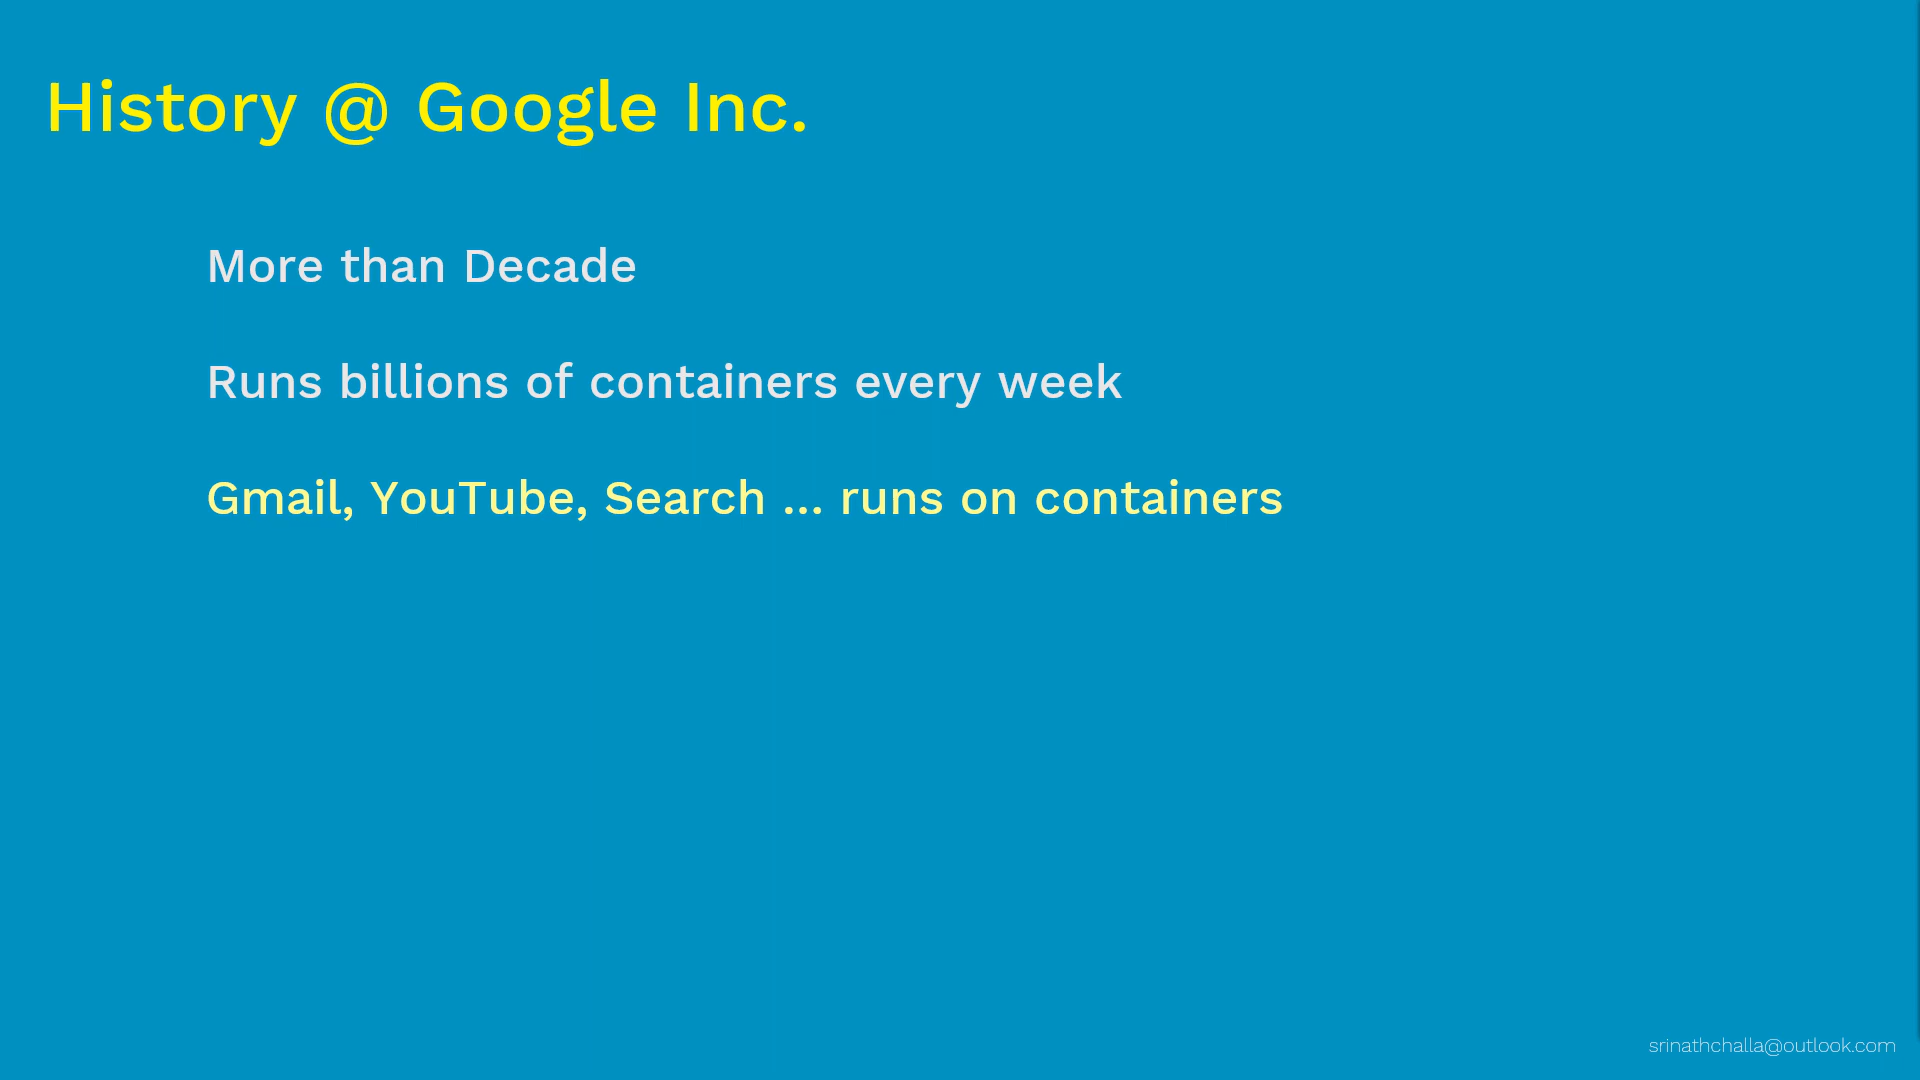 History @ Google Inc.
More than Decade
Runs billions of containers every week
Gmail, YouTube, Search ... runs on containers
srinathchalla@outlook.com